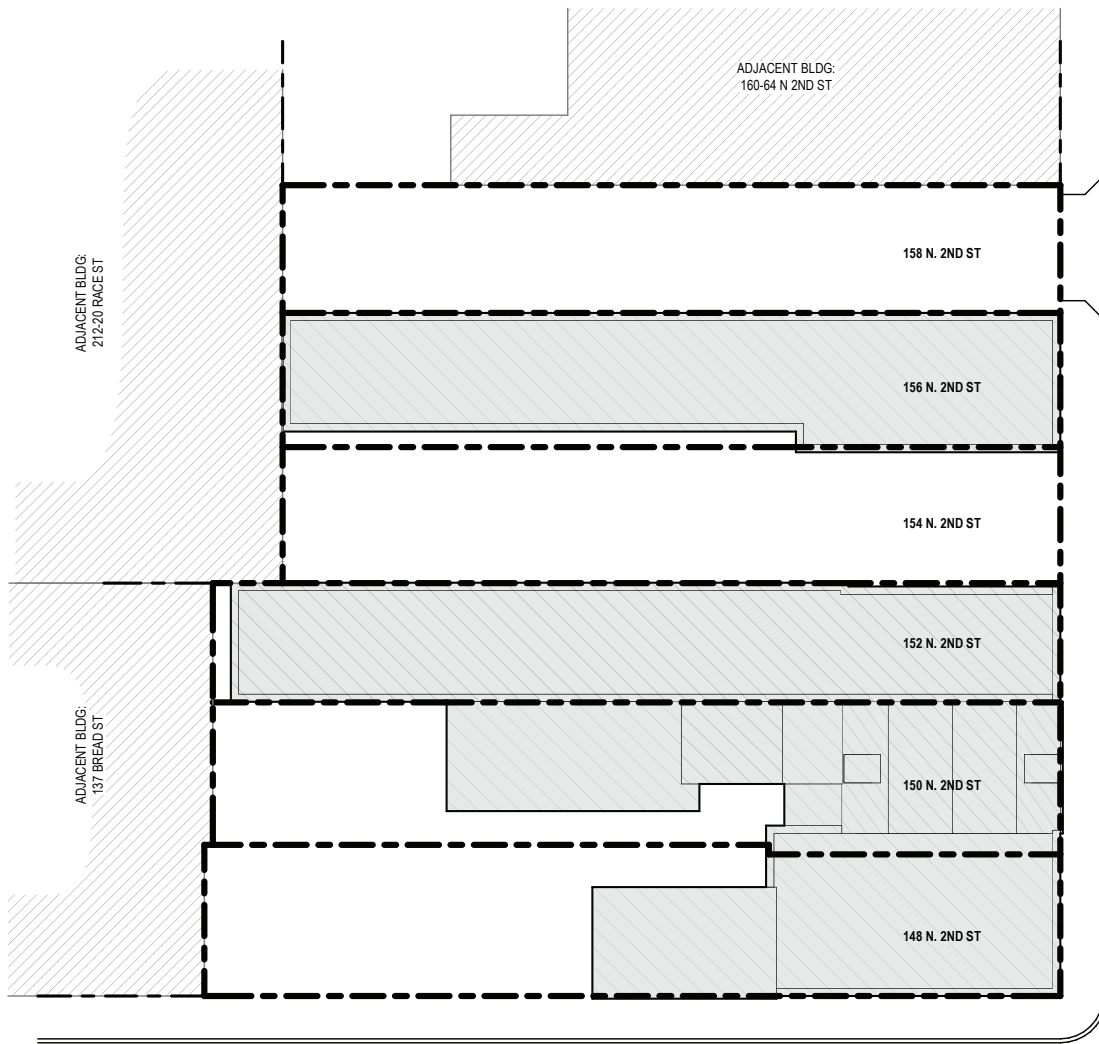 ADJACENT BLDG:
160-64 N 2ND ST
158 N. 2ND ST
ADJACENT BLDG:
212-20 RACE ST
156 N. 2ND ST
154 N. 2ND ST
152 N. 2ND ST
ADJACENT BLDG:
137 BREAD ST
150 N. 2ND ST
148 N. 2ND ST